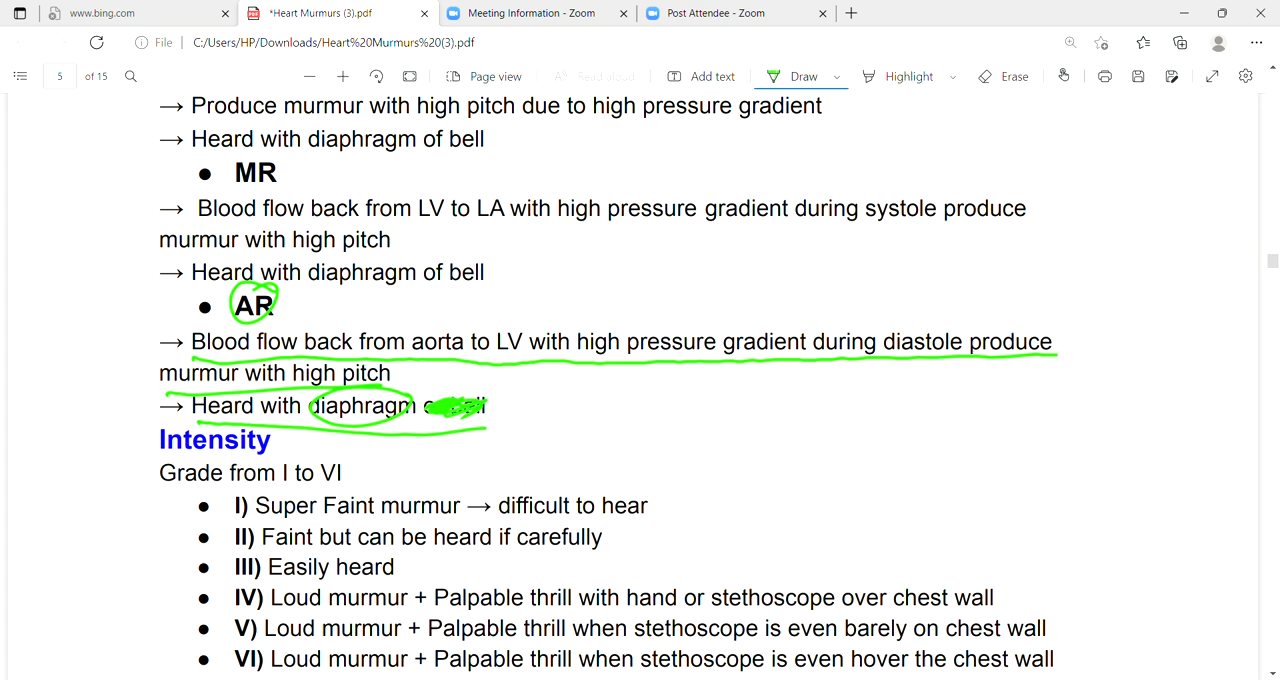 www.bing.com
*Heart Murmurs (3).pdf
Meeting Information - Zoom
Post Attendee - Zoom
File
C:/Users/HP/Downloads/Heart%20Murmurs%20(3).pdf
5 of 15
Page view
Read aloud
Add text
Draw
Highlight
Erase
→ Produce murmur with high pitch due to high pressure gradient
→ Heard with diaphragm of bell
● MR
→ Blood flow back from LV to LA with high pressure gradient during systole produce
murmur with high pitch
→ Heard with diaphragm of bell
● AR
→ Blood flow back from aorta to LV with high pressure gradient during diastole produce
murmur with high pitch
→ Heard with diaphragm
Intensity
Grade from I to VI
● I) Super Faint murmur → difficult to hear
● II) Faint but can be heard if carefully
● III) Easily heard
● IV) Loud murmur + Palpable thrill with hand or stethoscope over chest wall
● V) Loud murmur + Palpable thrill when stethoscope is even barely on chest wall
● VI) Loud murmur + Palpable thrill when stethoscope is even hover the chest wall